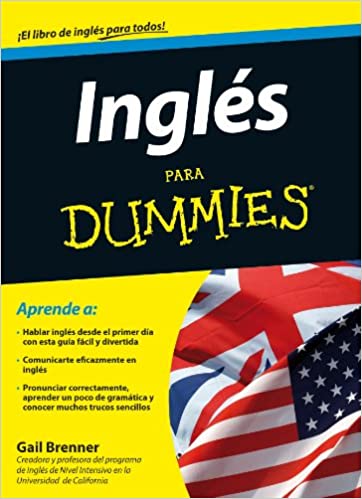 ¡El libro de inglés para todos!
Inglés
PARA
DUMMIES®
Aprende a:
• Hablar inglés desde el primer día
con esta guía fácil y divertida
• Comunicarte eficazmente en
inglés
• Pronunciar correctamente,
aprender un poco de gramática y
conocer muchos trucos sencillos
Gail Brenner
Creadora y profesora del programa
de Inglés de Nivel Intensivo en la
Universidad de California